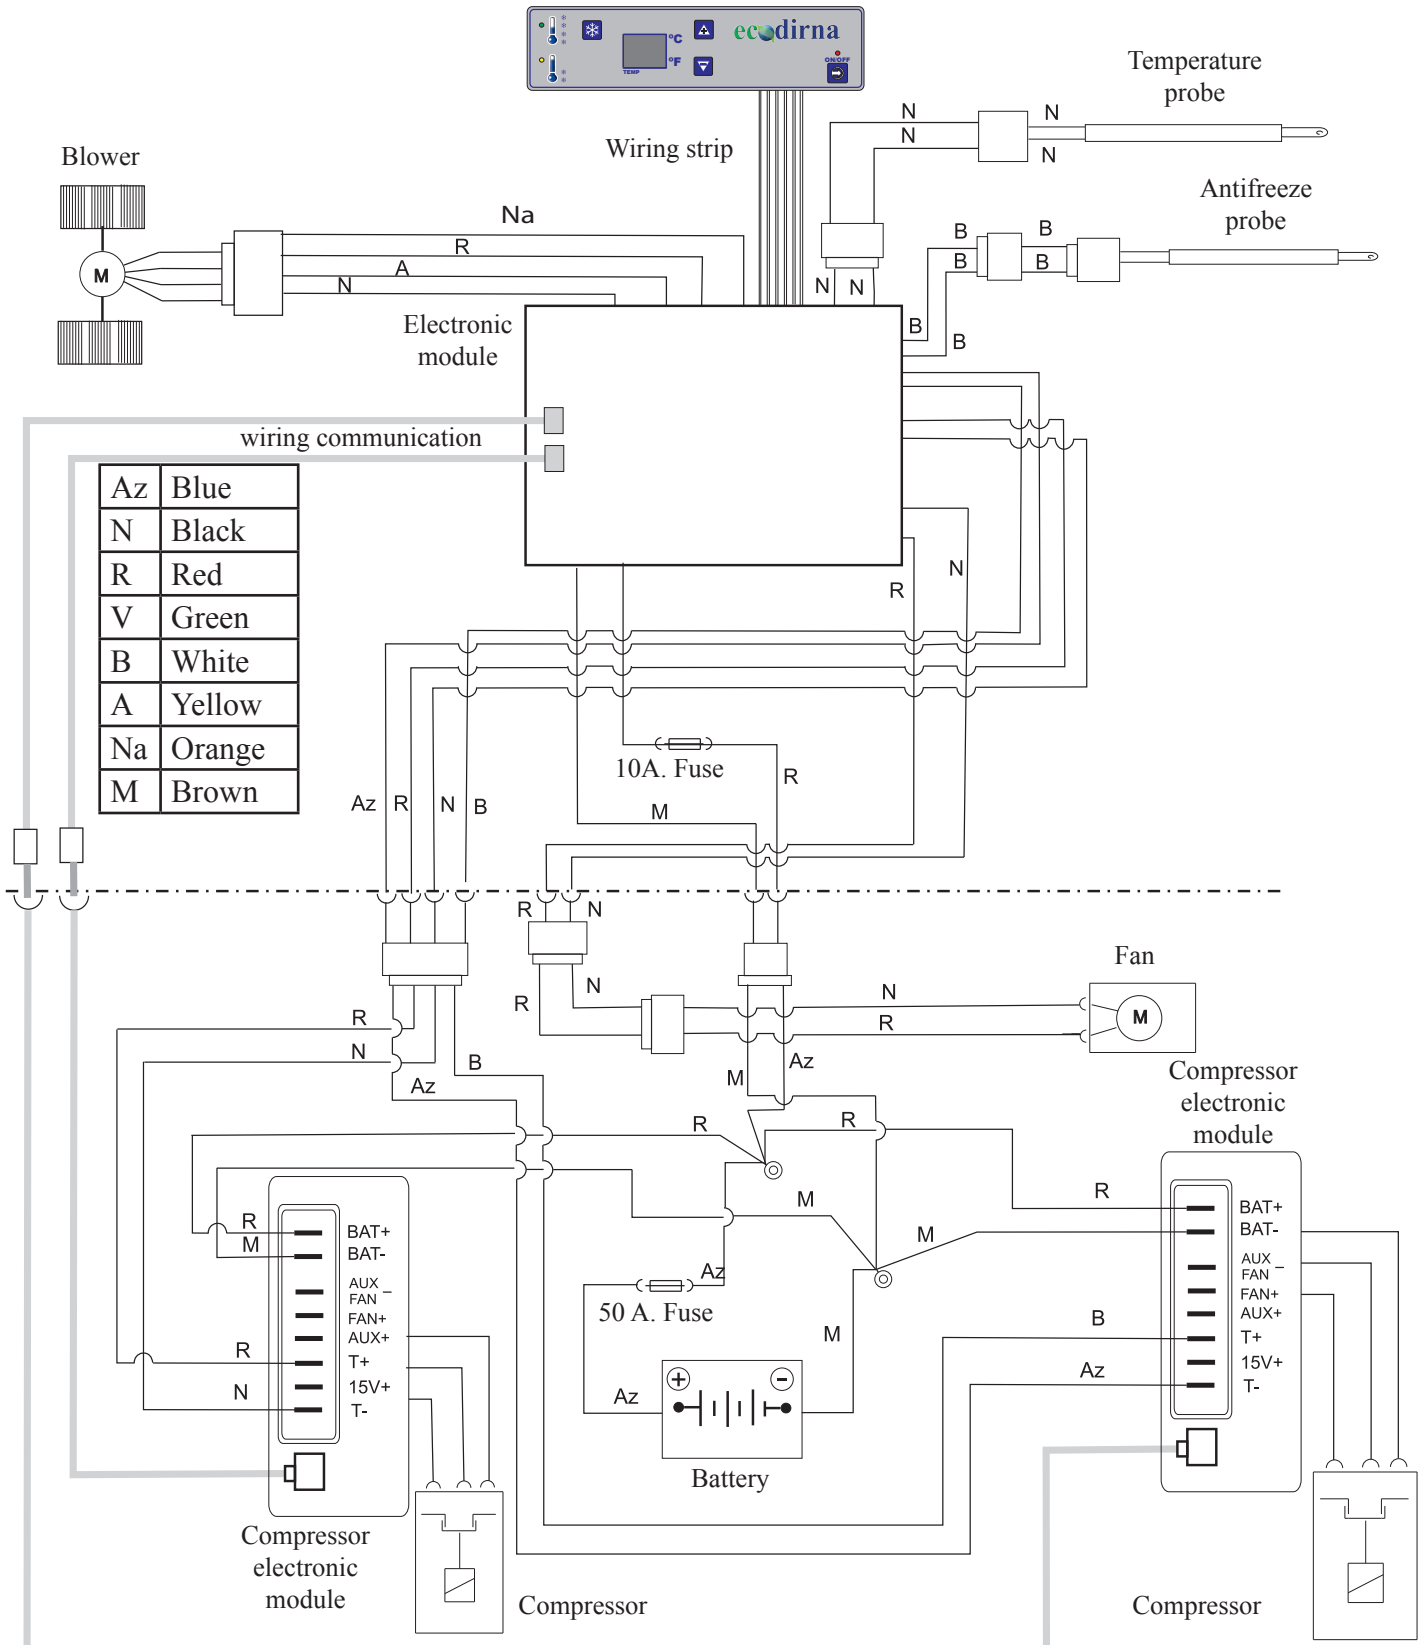 ecodirna
°C
°F
TEMP
ON/OFF
Temperature
probe
Wiring strip
N
N
N
N
Blower
Antifreeze
probe
Na
R
A
N
M
B
B
B
B
N
N
B
B
Electronic
module
wiring communication
Az Blue
N Black
R Red
V Green
B White
A Yellow
Na Orange
M Brown
R
N
10A. Fuse
R
Az
R
N
B
M
R
N
Fan
R
N
N
R
M
R
N
B
Az
M
Az
Compressor
electronic
module
R
R
M
M
R
M
R
BAT+
BAT-
AUX
FAN –
FAN+
AUX+
T+
15V+
T-
R
N
Az
50 A. Fuse
M
Az
+
-
Battery
B
Az
BAT+
BAT-
AUX
FAN –
FAN+
AUX+
T+
15V+
T-
Compressor
electronic
module
Compressor
Compressor